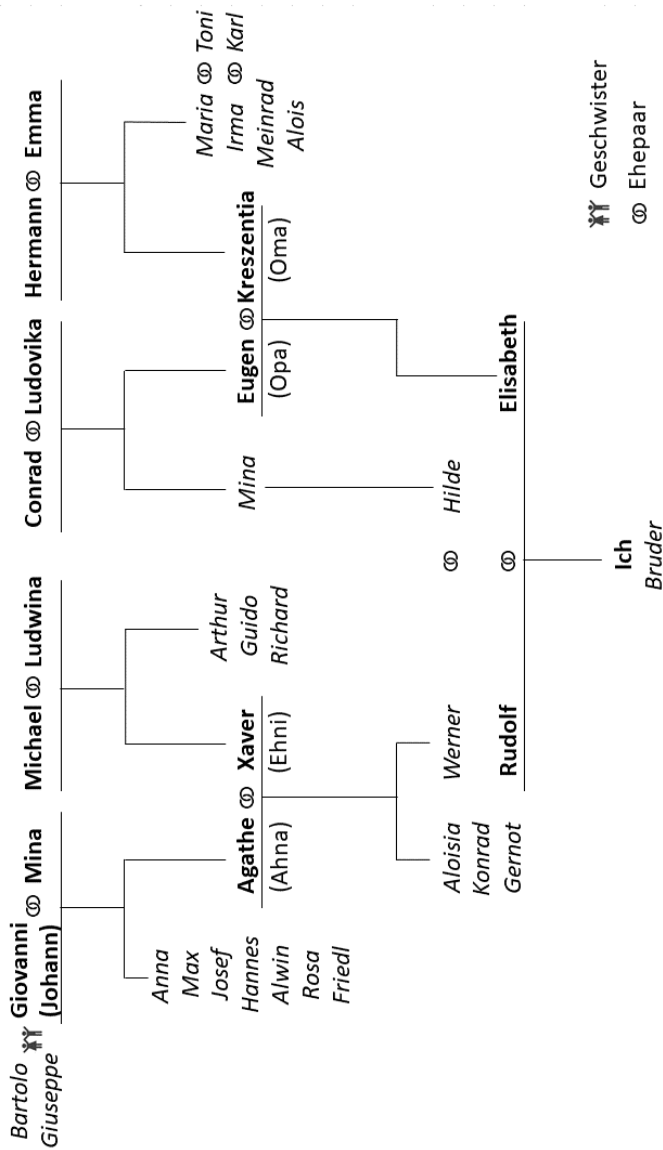 Bartolo
Giuseppe
Giovanni
(Johann)
Mina
Michael Ludwina
Conrad Ludovika
Hermann Emma
Anna
Max
Josef
Hannes
Alwin
Rosa
Friedl
Agathe Xaver
(Ahna) (Ehni)
Arthur
Guido
Richard
Mina
Eugen Kreszentia
(Opa) (Oma)
Maria Toni
Irma Karl
Meinrad
Alois
Aloisia
Konrad
Gernot
Werner
Hilde
Rudolf
Elisabeth
Ich
Bruder
Geschwister
Ehepaar